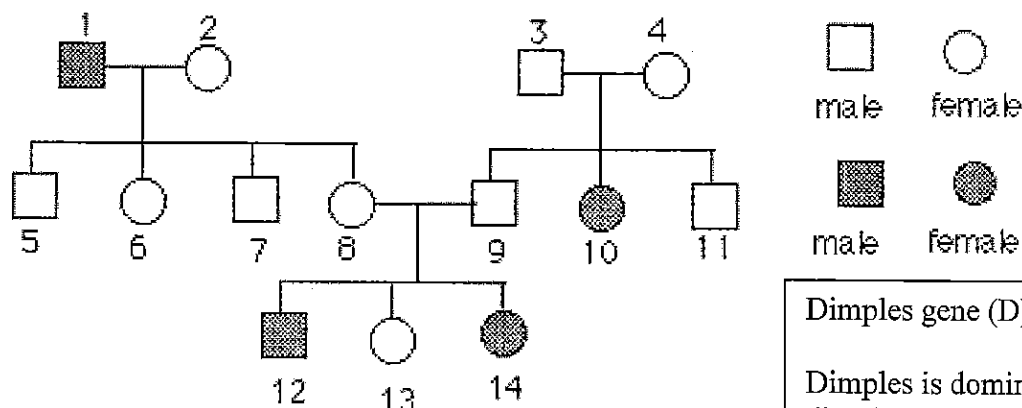 1 2 3 4
male female
5 6 7 8 9 10 11
male female
Dimples gene (D)
12 13 14
Dimples is domin